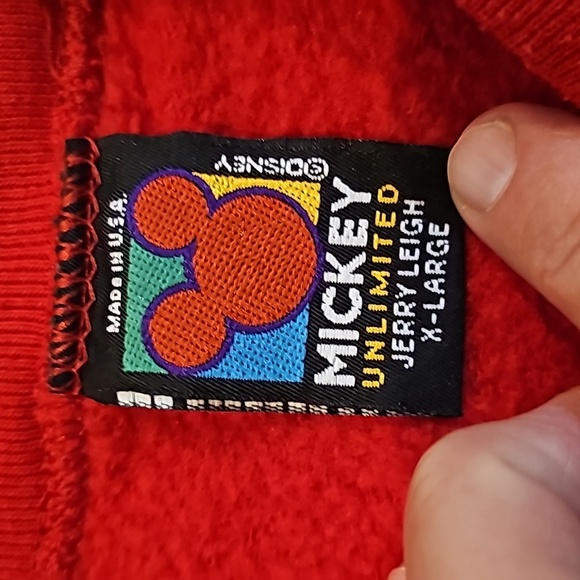 MADE IN U.S.A.
©DISNEY
MICKEY
UNLIMITED
JERRY LEIGH
X-LARGE